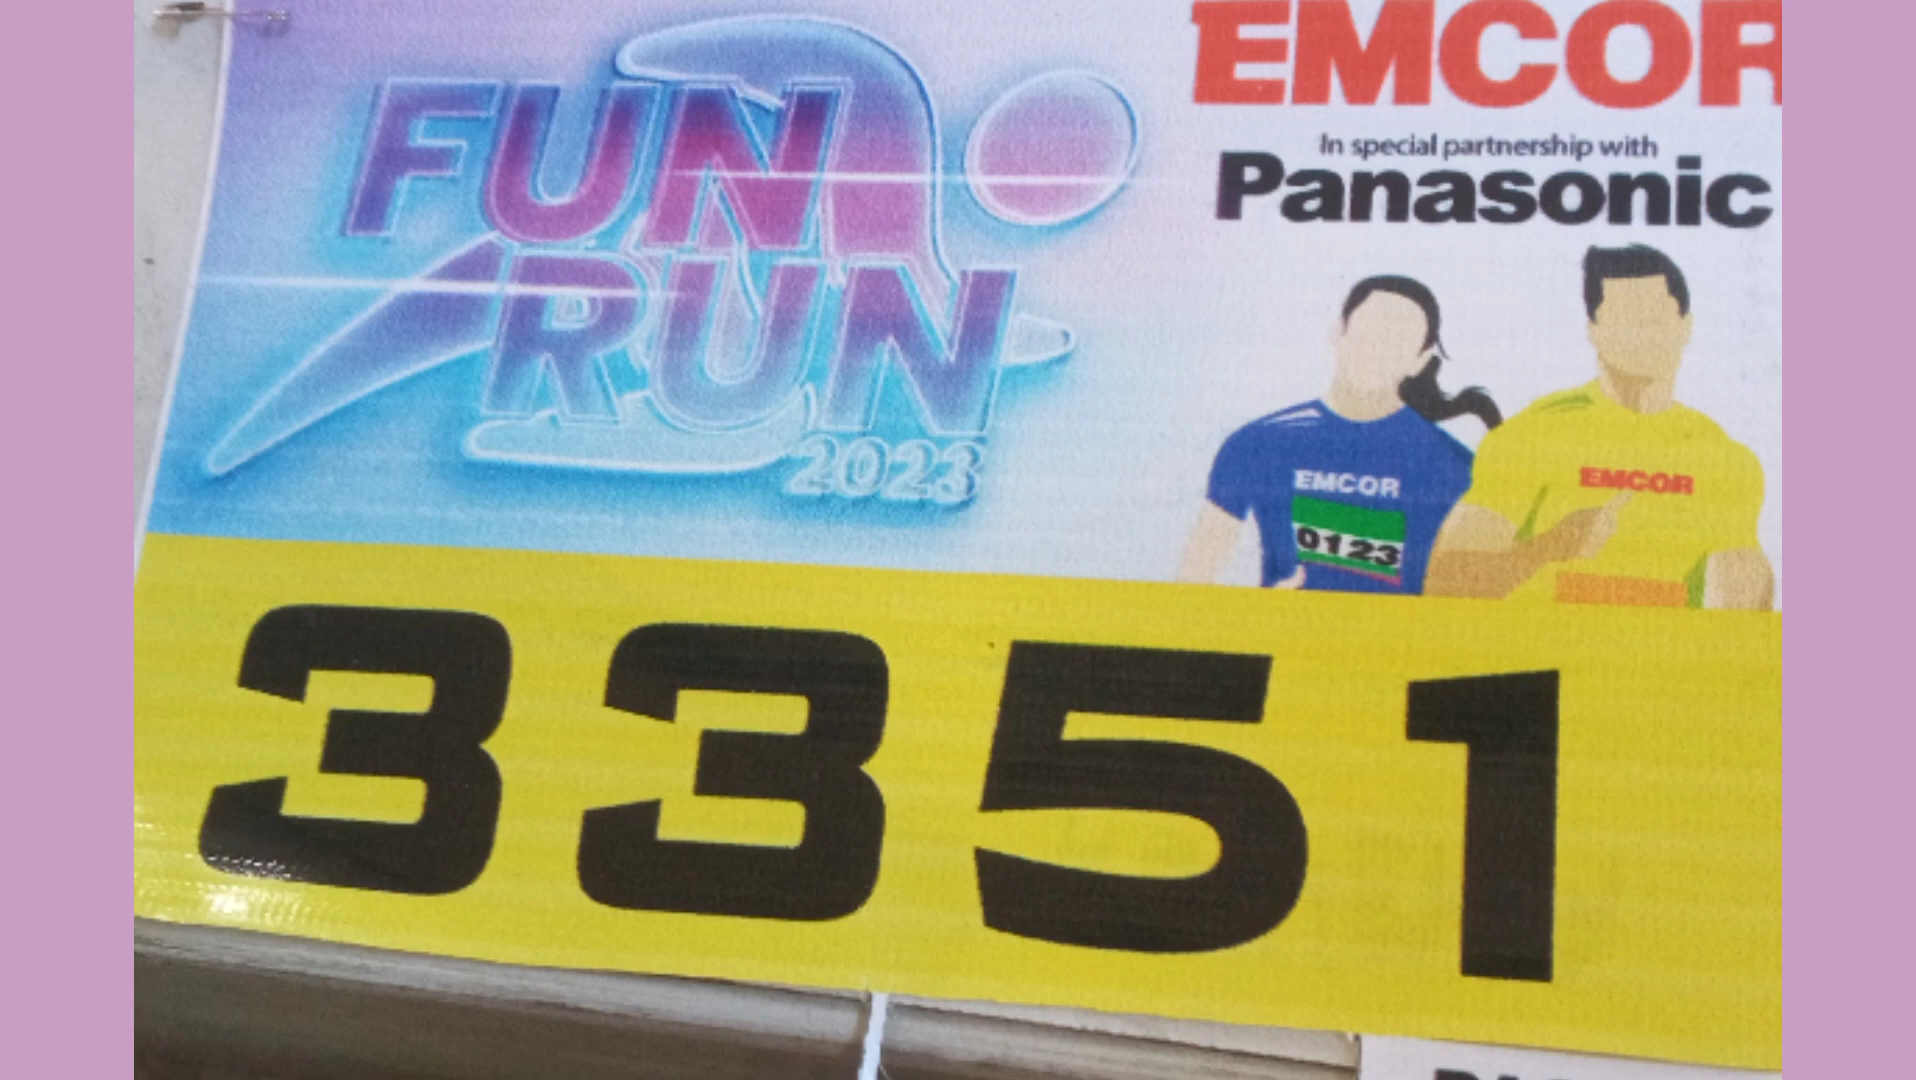 FUN
RUN
2023
EMCOR
In special partnership with
Panasonic
EMCOR
0123
EMCOR
3351